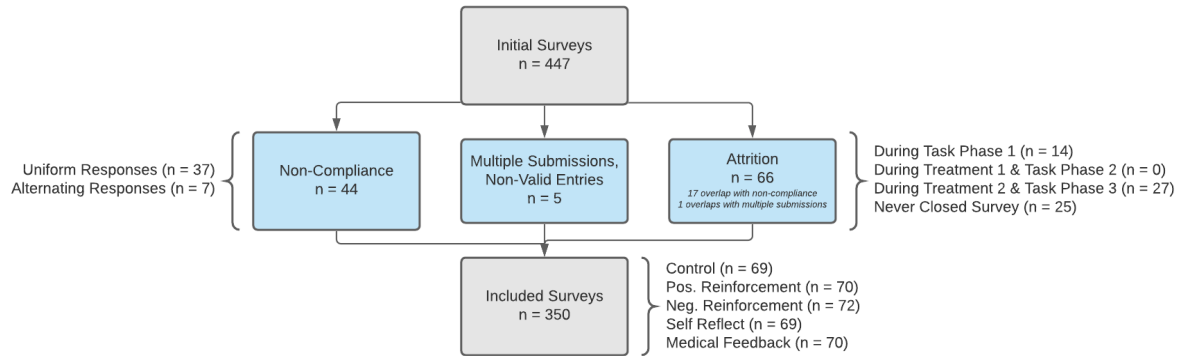 Initial Surveys
n = 447
Uniform Responses (n = 37)
Alternating Responses (n = 7)
Non-Compliance
n = 44
Multiple Submissions,
Non-Valid Entries
n = 5
Attrition
n = 66
17 overlap with non-compliance
1 overlaps with multiple submissions
During Task Phase 1 (n = 14)
During Treatment 1 & Task Phase 2 (n = 0)
During Treatment 2 & Task Phase 3 (n = 27)
Never Closed Survey (n = 25)
Included Surveys
n = 350
Control (n = 69)
Pos. Reinforcement (n = 70)
Neg. Reinforcement (n = 72)
Self Reflect (n = 69)
Medical Feedback (n = 70)